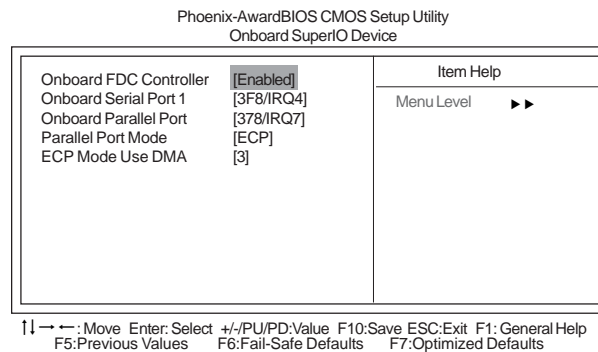 Phoenix-AwardBIOS CMOS Setup Utility
Onboard SuperIO Device
Onboard FDC Controller [Enabled]
Onboard Serial Port 1 [3F8/IRQ4]
Onboard Parallel Port [378/IRQ7]
Parallel Port Mode [ECP]
ECP Mode Use DMA [3]
Item Help
Menu Level ►►
↑↓→←: Move Enter: Select +/-/PU/PD:Value F10:Save ESC:Exit F1: General Help
F5:Previous Values F6:Fail-Safe Defaults F7:Optimized Defaults